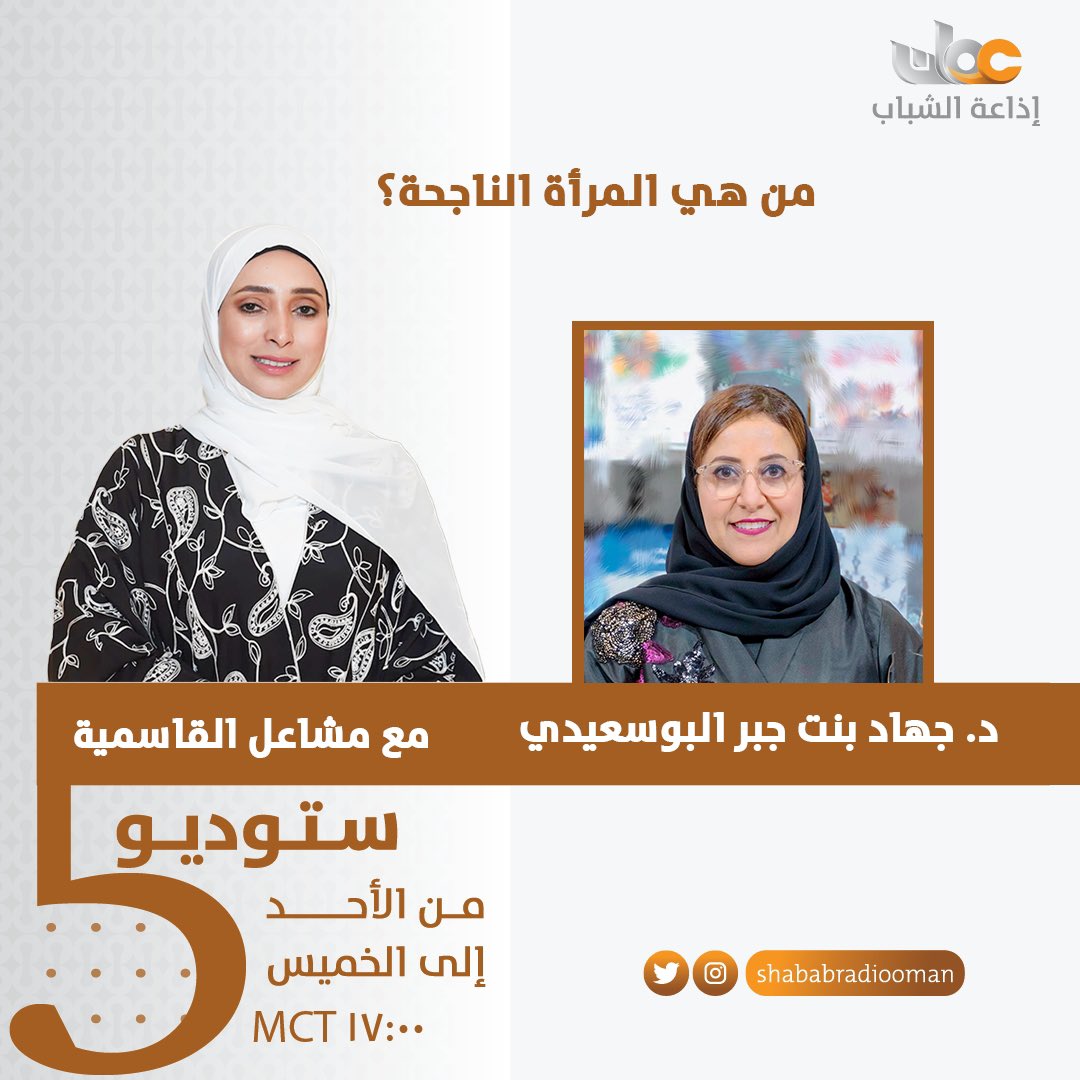 إذاعة الشباب
من هي المرأة الناجحة؟
د. جهاد بنت جبر البوسعيدي
مع مشاعل القاسمية
ستوديو
5
من الأحد
إلى الخميس
MCT ١٧:٠٠
shababradiooman